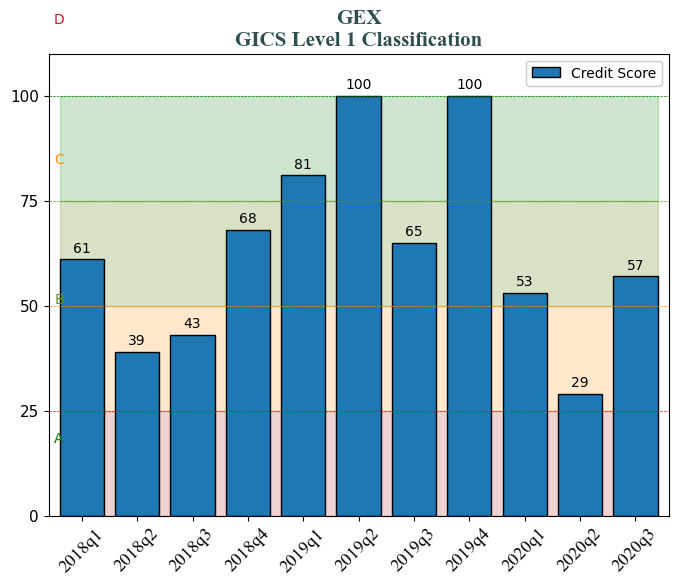 D
GEX
GICS Level 1 Classification
Credit Score
100
75
50
25
0
C
B
A
61
39
43
68
81
100
65
100
53
29
57
2018q1
2018q2
2018q3
2018q4
2019q1
2019q2
2019q3
2019q4
2020q1
2020q2
2020q3